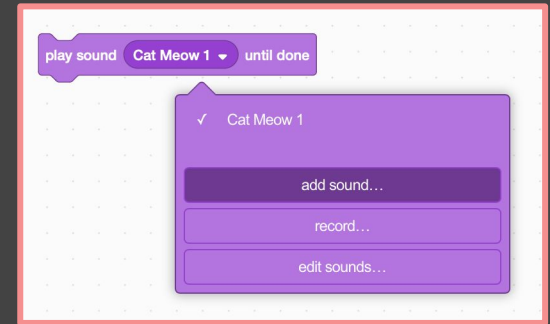 play sound Cat Meow 1 until done
✓ Cat Meow 1
add sound…
record…
edit sounds…